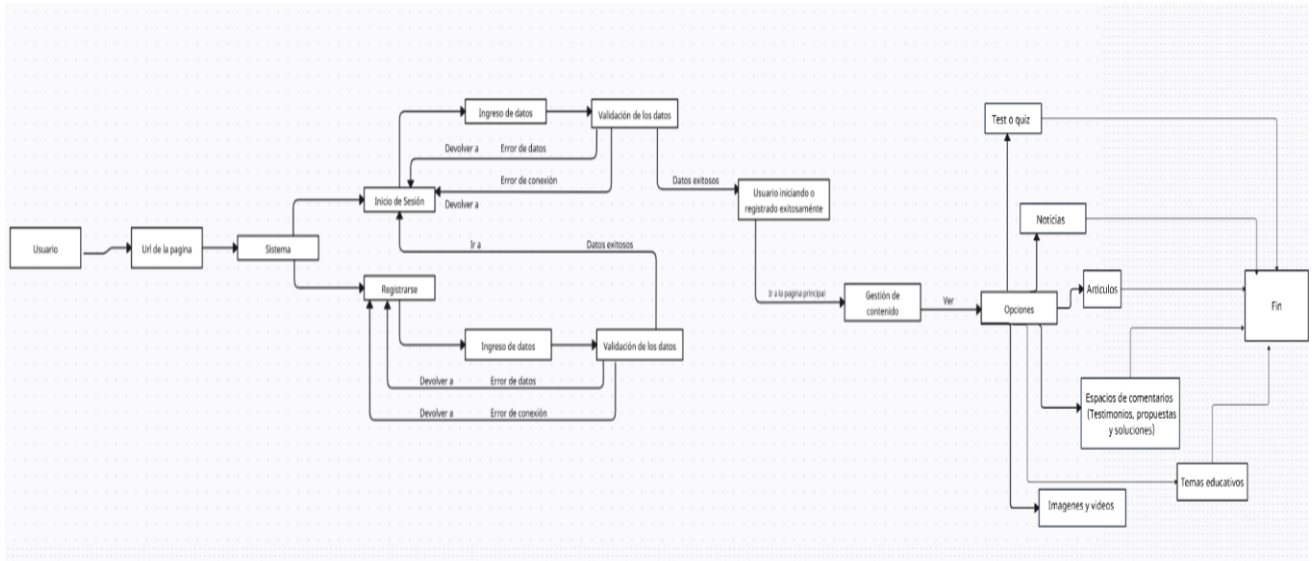 Usuario
Url de la pagina
Sistema
Inicio de Sesión
Ingreso de datos
Validación de los datos
Devolver a
Error de datos
Error de conexión
Devolver a
Ir a
Datos exitosos
Registrarse
Ingreso de datos
Validación de los datos
Devolver a
Error de datos
Devolver a
Error de conexión
Datos exitosos
Usuario iniciando o
registrado exitosaménte
Ir a la pagina principal
Gestión de
contenido
Ver
Opciones
Test o quiz
Noticias
Artículos
Espacios de comentarios
(Testimonios, propuestas
y soluciones)
Temas educativos
Imagenes y videos
Fin